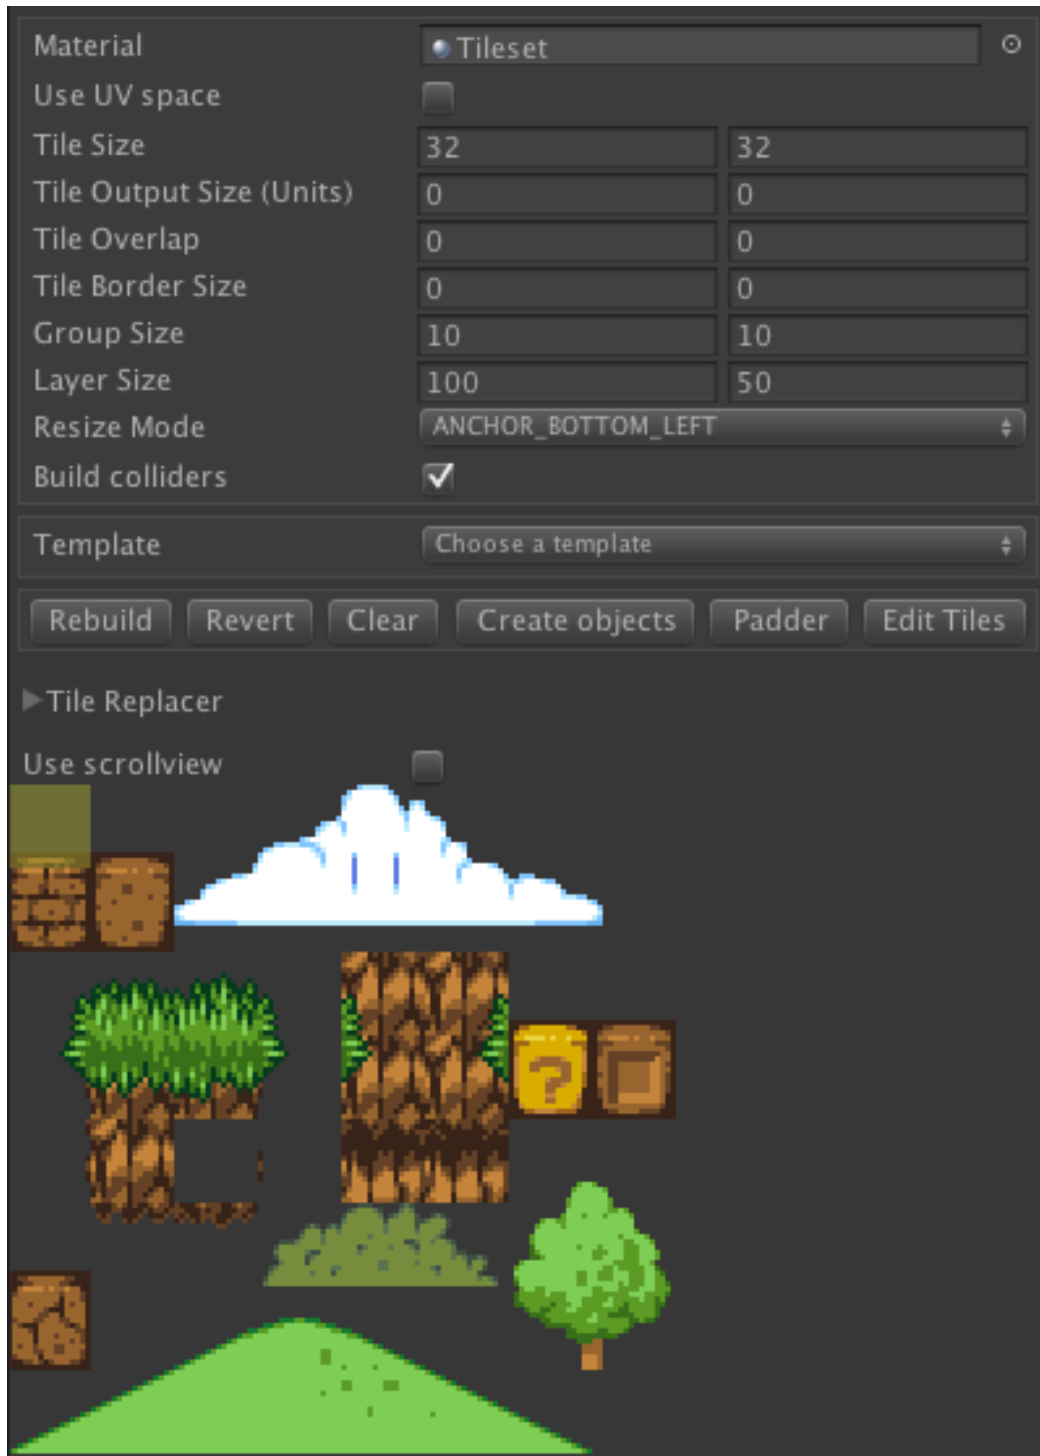 Material Tileset
Use UV space
Tile Size 32 32
Tile Output Size (Units) 0 0
Tile Overlap 0 0
Tile Border Size 0 0
Group Size 10 10
Layer Size 100 50
Resize Mode ANCHOR_BOTTOM_LEFT
Build colliders
Template Choose a template
Rebuild Revert Clear Create objects Padder Edit Tiles
Tile Replacer
Use scrollview
?